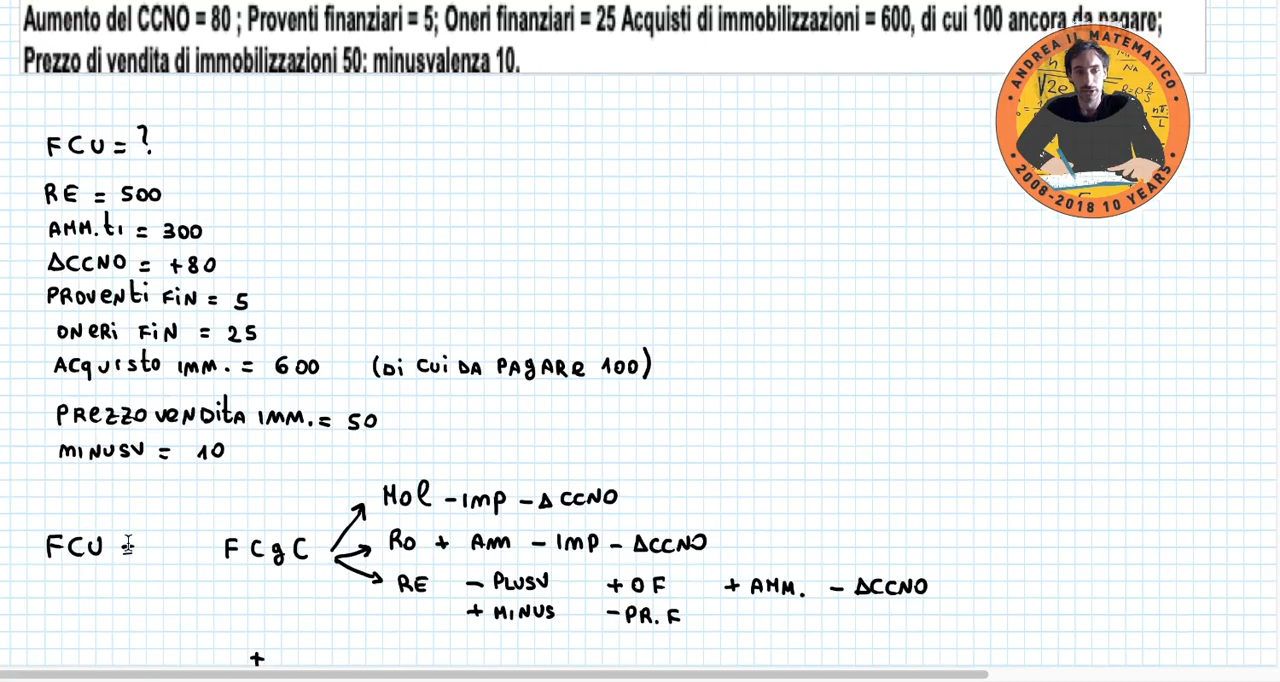 Aumento del CCNO = 80 ; Proventi finanziari = 5; Oneri finanziari = 25 Acquisti di immobilizzazioni = 600, di cui 100 ancora da pagare;
Prezzo di vendita di immobilizzazioni 50: minusvalenza 10.
ANDREA IL MATEMATICO
2008-2018 10 YEARS
FCU = ?
RE = 500
AMM.ti = 300
ΔCCNO = +80
PROVENti FiN = 5
ONERi FiN = 25
ACquisto IMM. = 600 (Di cui DA PAgARE 100)
PREZZO VENDitA IMM. = 50
MINUSV = 10
Mol - IMP - ΔCCNO
FCU = FCgC Ro + AM - IMP - ΔCCNO
RE - PLUSV + OF + AMM. - ΔCCNO
+ MINUS - PR.F
+